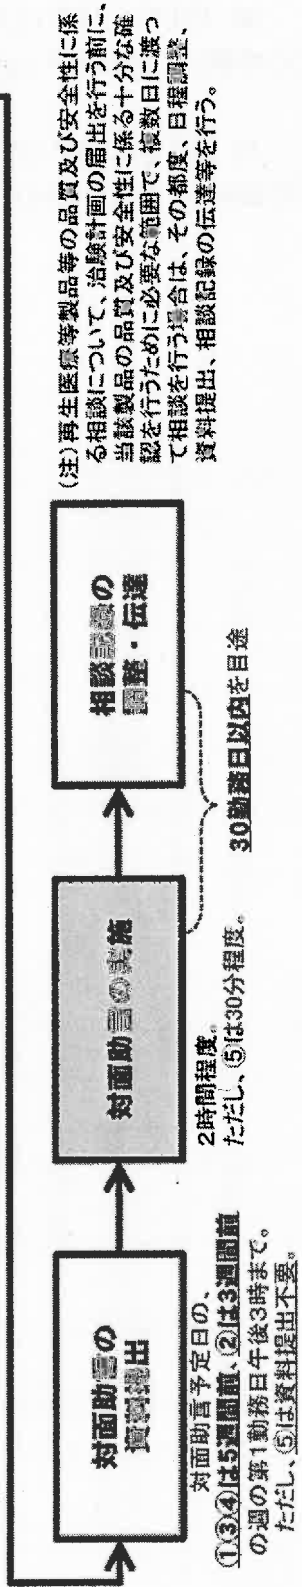 対面助言の
資料提出
対面助言予定日の、
①③④は5週間前、②は3週間前
の週の第1勤務日午後3時まで。
ただし、⑤は資料提出不要。
対面助言の実施
2時間程度。
ただし、⑤は30分程度。
相談記録の
調整・伝達
30勤務日以内を目途
(注)再生医療等製品等の品質及び安全性に係
る相談について、治験計画の届出を行う前に、
当該製品の品質及び安全性に係る十分な確
認を行うために必要な範囲で、複数日に渡っ
て相談を行う場合は、その都度、日程調整、
資料提出、相談記録の伝達等を行う。